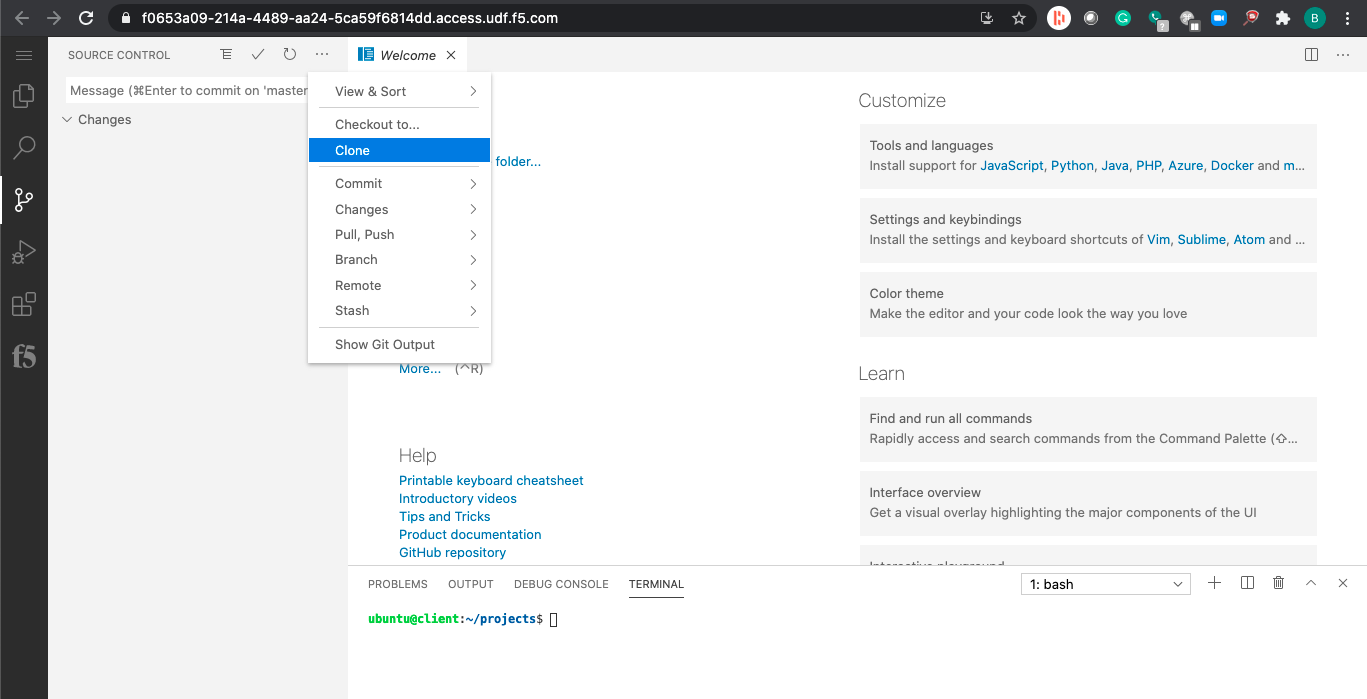 f0653a09-214a-4489-aa24-5ca59f6814dd.access.udf.f5.com
B
SOURCE CONTROL
Message (⌘Enter to commit on 'master
Changes
f5
Welcome
View & Sort
Checkout to...
Clone
Commit
Changes
Pull, Push
Branch
Remote
Stash
Show Git Output
folder...
More... (^R)
Help
Printable keyboard cheatsheet
Introductory videos
Tips and Tricks
Product documentation
GitHub repository
Customize
Tools and languages
Install support for JavaScript, Python, Java, PHP, Azure, Docker and m...
Settings and keybindings
Install the settings and keyboard shortcuts of Vim, Sublime, Atom and ...
Color theme
Make the editor and your code look the way you love
Learn
Find and run all commands
Rapidly access and search commands from the Command Palette (⇧...
Interface overview
Get a visual overlay highlighting the major components of the UI
Interactive playground
PROBLEMS OUTPUT DEBUG CONSOLE TERMINAL
1: bash
ubuntu@client:~/projects$